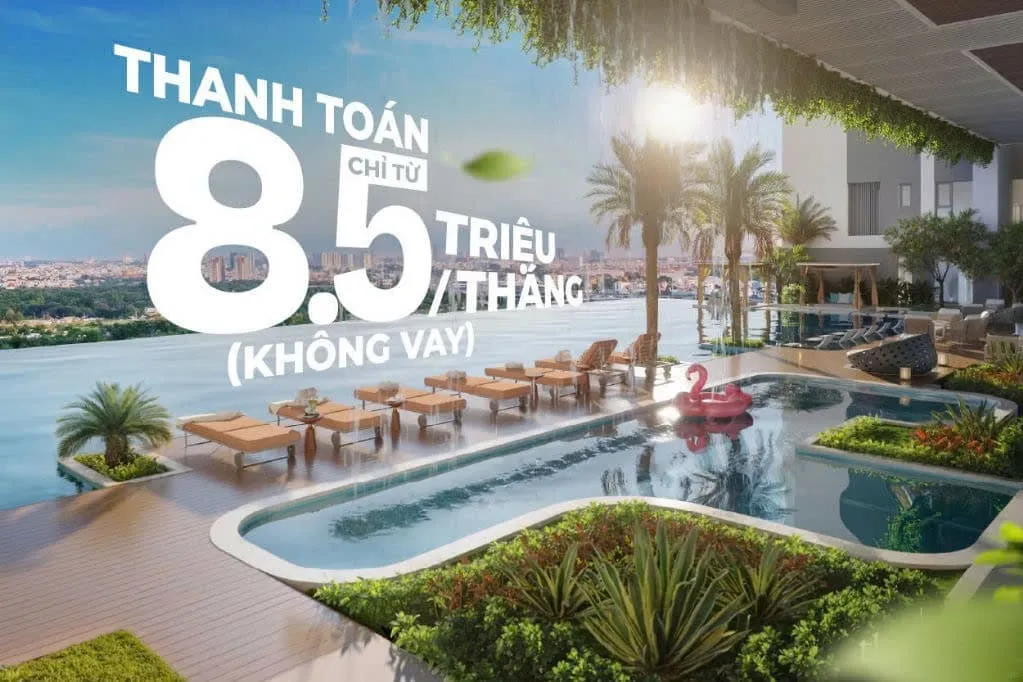 THANH TOÁN
CHỈ TỪ
8.5 TRIỆU
/THÁNG
(KHÔNG VAY)